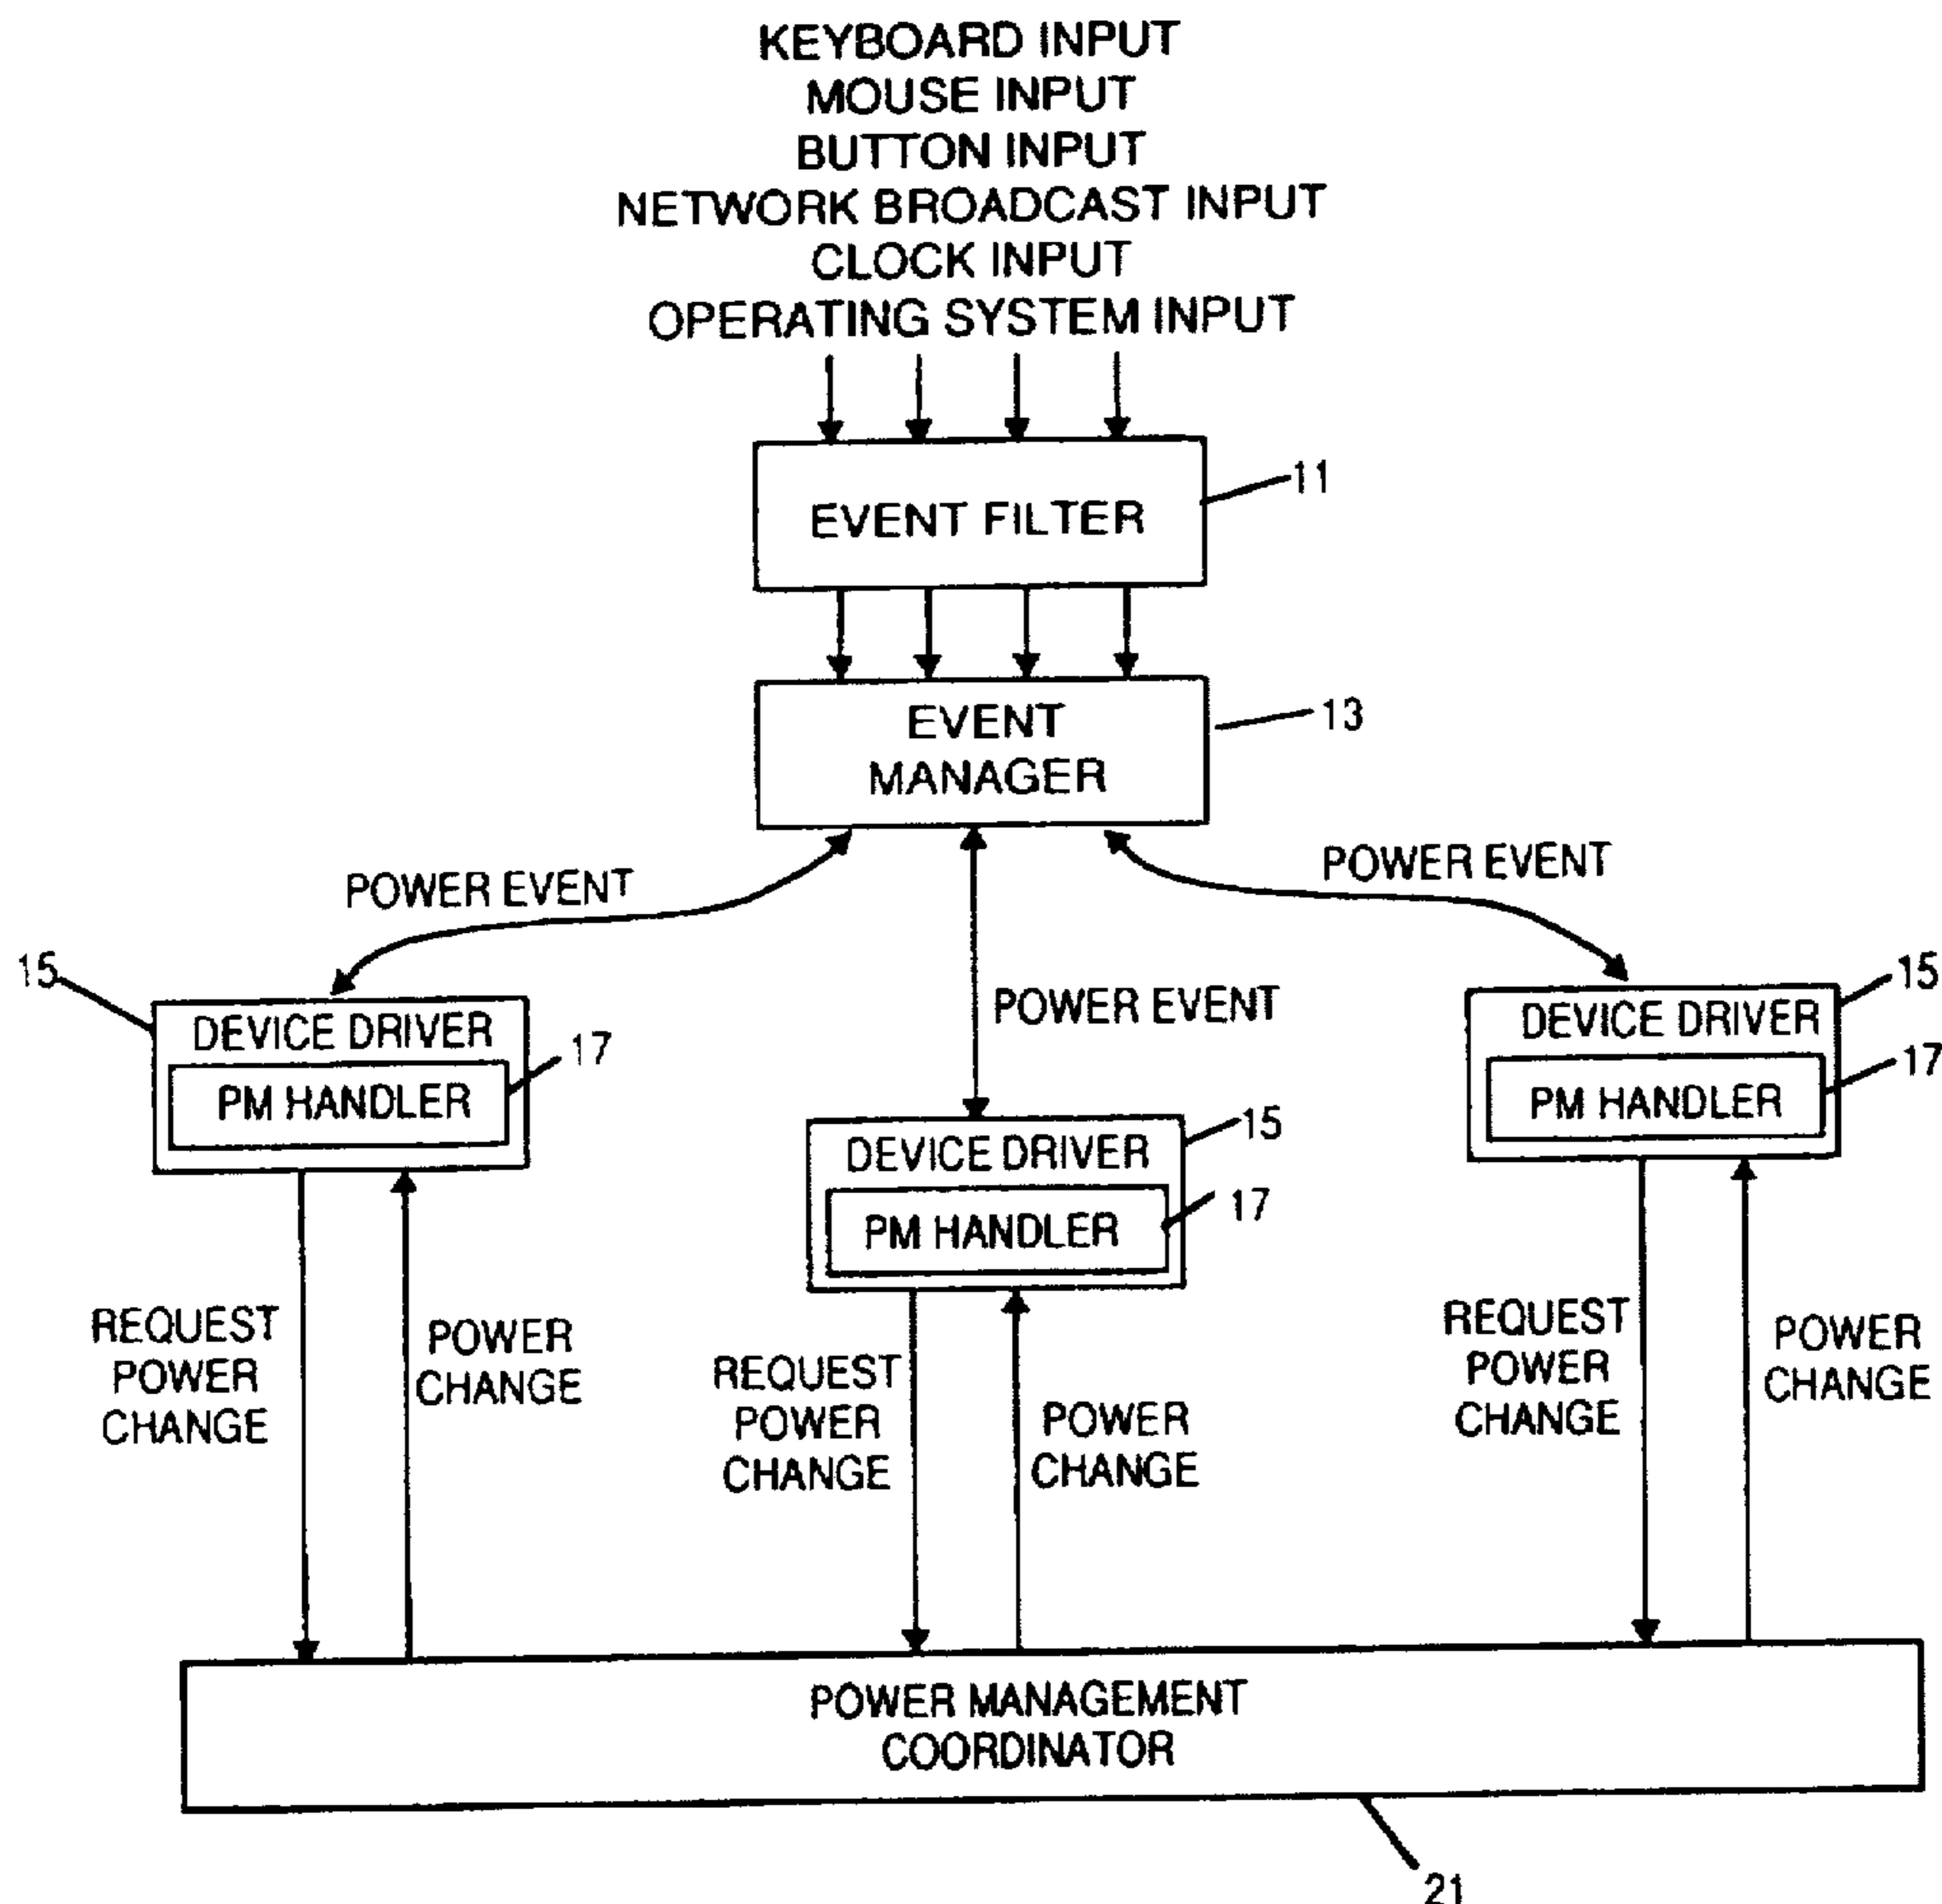 KEYBOARD INPUT
MOUSE INPUT
BUTTON INPUT
NETWORK BROADCAST INPUT
CLOCK INPUT
OPERATING SYSTEM INPUT
EVENT FILTER
11
EVENT
MANAGER
13
POWER EVENT
POWER EVENT
POWER EVENT
15
DEVICE DRIVER
PM HANDLER
17
15
DEVICE DRIVER
PM HANDLER
17
15
DEVICE DRIVER
PM HANDLER
17
REQUEST
POWER
CHANGE
POWER
CHANGE
REQUEST
POWER
CHANGE
POWER
CHANGE
REQUEST
POWER
CHANGE
POWER
CHANGE
POWER MANAGEMENT
COORDINATOR
21